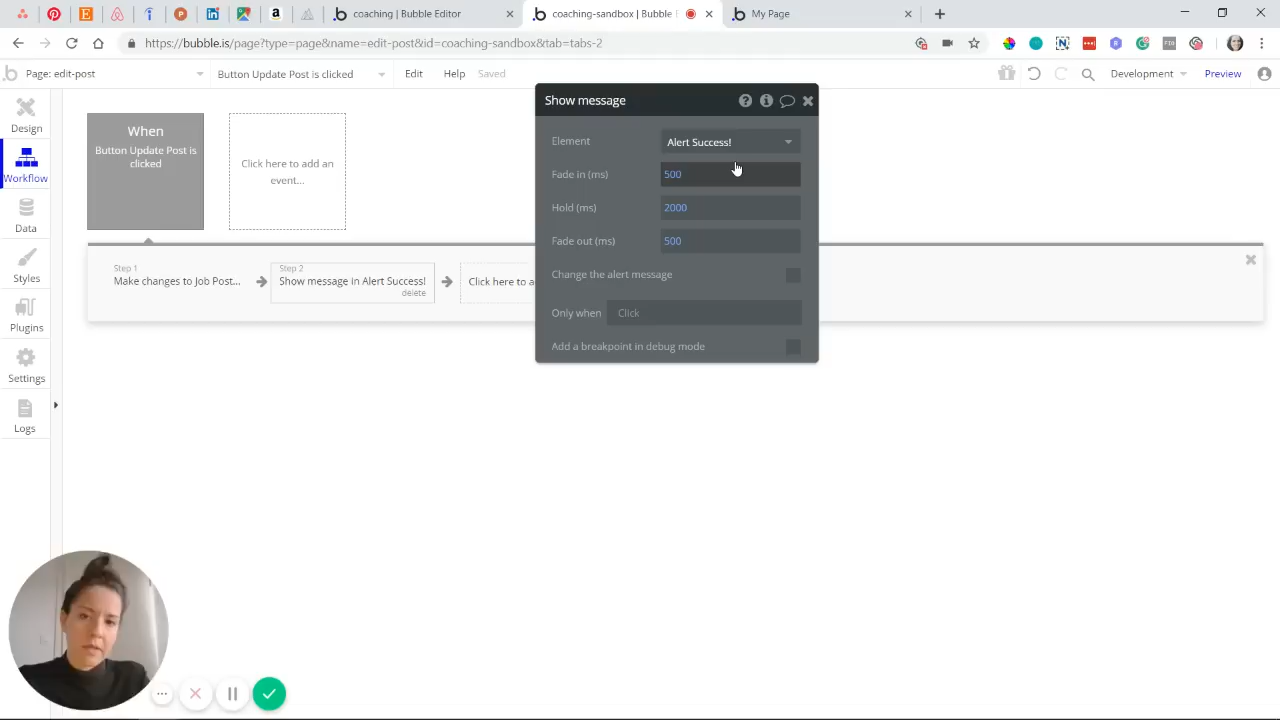 coaching | Bubble Editor
coaching-sandbox | Bubble E
My Page
https://bubble.is/page?type=page&name=edit-post&id=coaching-sandbox&tab=tabs-2
Page: edit-post
Button Update Post is clicked
Edit
Help
Saved
Development
Preview
Design
Workflow
Data
Styles
Plugins
Settings
Logs
When
Button Update Post is
clicked
Click here to add an
event...
Step 1
Make changes to Job Post...
Step 2
Show message in Alert Success!
delete
Click here to a
Show message
Element
Alert Success!
Fade in (ms)
500
Hold (ms)
2000
Fade out (ms)
500
Change the alert message
Only when
Click
Add a breakpoint in debug mode